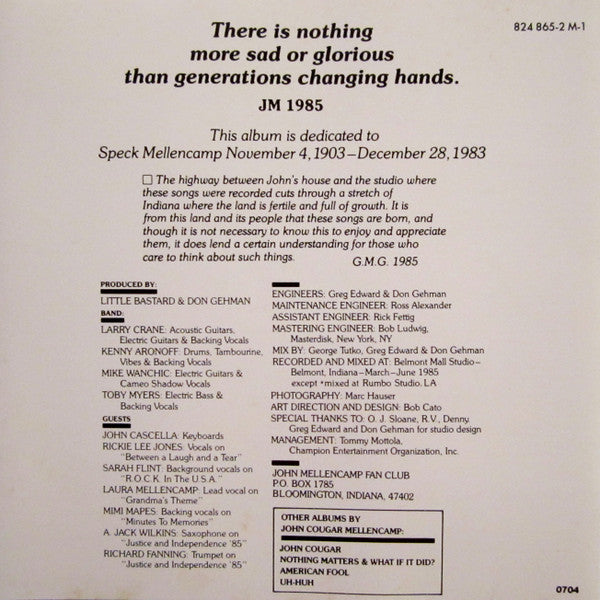 824 865-2 M-1
There is nothing
more sad or glorious
than generations changing hands.
JM 1985
This album is dedicated to
Speck Mellencamp November 4, 1903–December 28, 1983
☐ The highway between John's house and the studio where
these songs were recorded cuts through a stretch of
Indiana where the land is fertile and full of growth. It is
from this land and its people that these songs are born, and
though it is not necessary to know this to enjoy and appreciate
them, it does lend a certain understanding for those who
care to think about such things.
G.M.G. 1985
PRODUCED BY:
LITTLE BASTARD & DON GEHMAN
BAND:
LARRY CRANE: Acoustic Guitars,
Electric Guitars & Backing Vocals
KENNY ARONOFF: Drums, Tambourine,
Vibes & Backing Vocals
MIKE WANCHIC: Electric Guitars &
Cameo Shadow Vocals
TOBY MYERS: Electric Bass &
Backing Vocals
GUESTS
JOHN CASCELLA: Keyboards
RICKIE LEE JONES: Vocals on
"Between a Laugh and a Tear"
SARAH FLINT: Background vocals on
"R.O.C.K. In The U.S.A."
LAURA MELLENCAMP: Lead vocal on
"Grandma's Theme"
MIMI MAPES: Backing vocals on
"Minutes To Memories"
A. JACK WILKINS: Saxophone on
"Justice and Independence '85"
RICHARD FANNING: Trumpet on
"Justice and Independence '85"
ENGINEERS: Greg Edward & Don Gehman
MAINTENANCE ENGINEER: Ross Alexander
ASSISTANT ENGINEER: Rick Fettig
MASTERING ENGINEER: Bob Ludwig,
Masterdisk, New York, NY
MIX BY: George Tutko, Greg Edward & Don Gehman
RECORDED AND MIXED AT: Belmont Mall Studio–
Belmont, Indiana–March–June 1985
except *mixed at Rumbo Studio. LA
PHOTOGRAPHY: Marc Hauser
ART DIRECTION AND DESIGN: Bob Cato
SPECIAL THANKS TO: O. J. Sloane, R.V., Denny,
Greg Edward and Don Gehman for studio design
MANAGEMENT: Tommy Mottola,
Champion Entertainment Organization, Inc.
JOHN MELLENCAMP FAN CLUB
P.O. BOX 1785
BLOOMINGTON, INDIANA, 47402
OTHER ALBUMS BY
JOHN COUGAR MELLENCAMP:
JOHN COUGAR
NOTHING MATTERS & WHAT IF IT DID?
AMERICAN FOOL
UH-HUH
0704